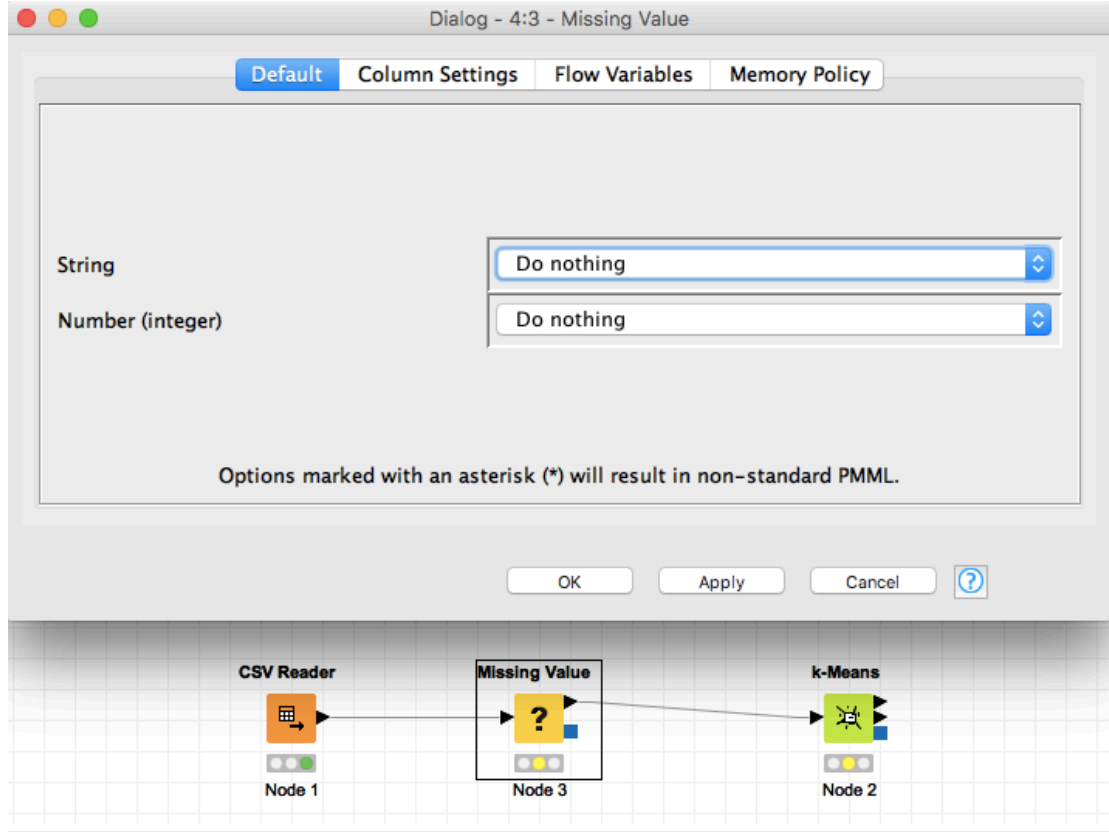 Dialog - 4:3 - Missing Value
Default Column Settings Flow Variables Memory Policy
String Do nothing
Number (integer) Do nothing
Options marked with an asterisk (*) will result in non-standard PMML.
OK Apply Cancel ?
CSV Reader Missing Value k-Means
?
Node 1 Node 3 Node 2